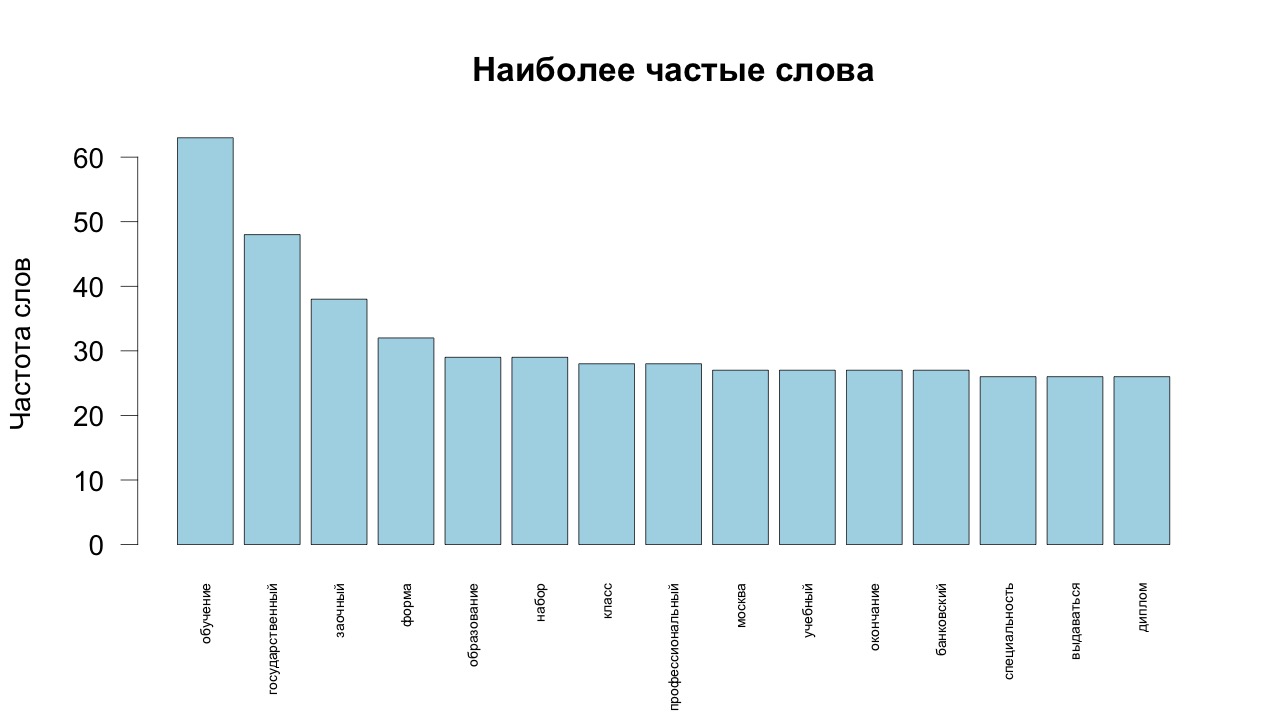 Наиболее частые слова
Частота слов
60
50
40
30
20
10
0
обучение
государственный
заочный
форма
образование
набор
класс
профессиональный
москва
учебный
окончание
банковский
специальность
выдаваться
диплом